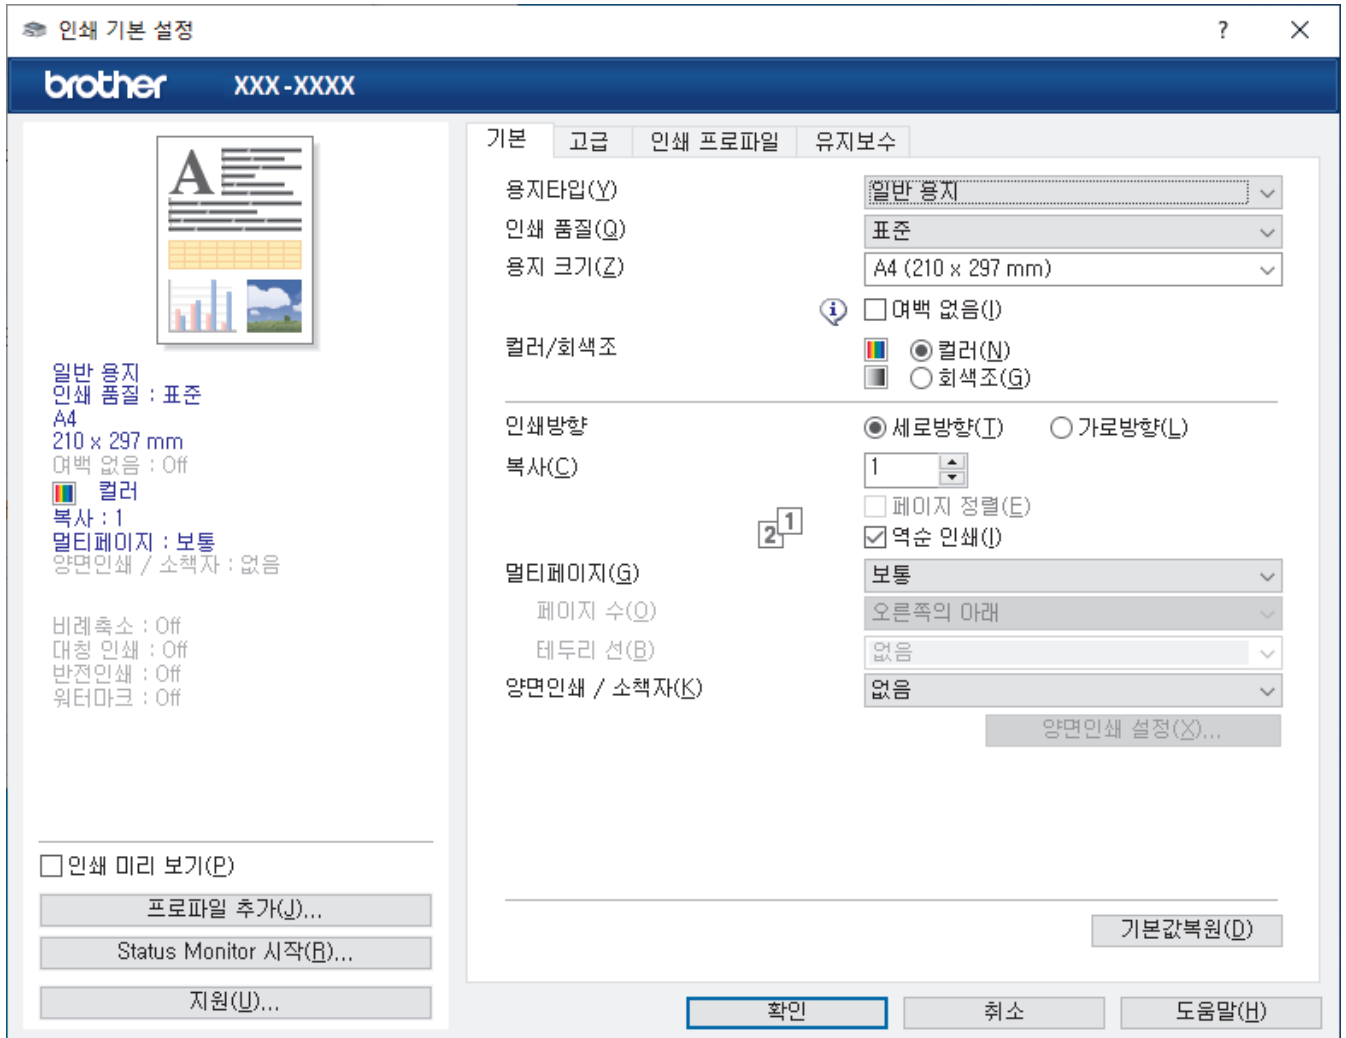 인쇄 기본 설정
?
brother XXX-XXXX
A
일반 용지
인쇄 품질 : 표준
A4
210 x 297 mm
여백 없음 : Off
컬러
복사 : 1
멀티페이지 : 보통
양면인쇄 / 소책자 : 없음
비례축소 : Off
대칭 인쇄 : Off
반전인쇄 : Off
워터마크 : Off
인쇄 미리 보기(P)
프로파일 추가(J)...
Status Monitor 시작(R)...
지원(U)...
기본 고급 인쇄 프로파일 유지보수
용지타입(Y) 일반 용지
인쇄 품질(Q) 표준
용지 크기(Z) A4 (210 x 297 mm)
여백 없음(I)
컬러/회색조 컬러(N)
회색조(G)
인쇄방향 세로방향(T) 가로방향(L)
복사(C) 1
페이지 정렬(E)
2 1 역순 인쇄(I)
멀티페이지(G) 보통
페이지 수(O) 오른쪽의 아래
테두리 선(B) 없음
양면인쇄 / 소책자(K) 없음
양면인쇄 설정(X)...
기본값복원(D)
확인 취소 도움말(H)